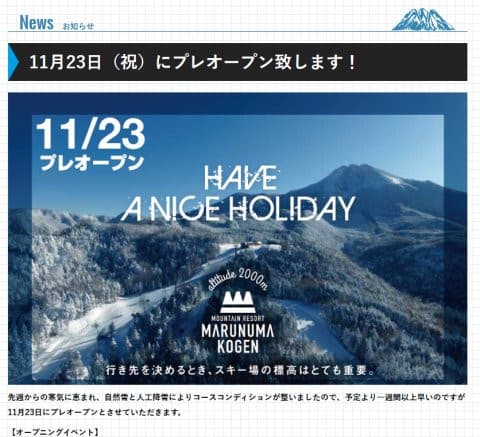 News お知らせ
11月23日（祝）にプレオープン致します！
11/23
プレオープン
HAVE
A NICE HOLIDAY
altitude 2000m
MOUNTAIN RESORT
MARUNUMA
KOGEN
行き先を決めるとき、スキー場の標高はとても重要。
先週からの寒気に恵まれ、自然雪と人工降雪によりコースコンディションが整いましたので、予定より一週間以上早いのですが
11月23日にプレオープンとさせていただきます。
【オープニングイベント】